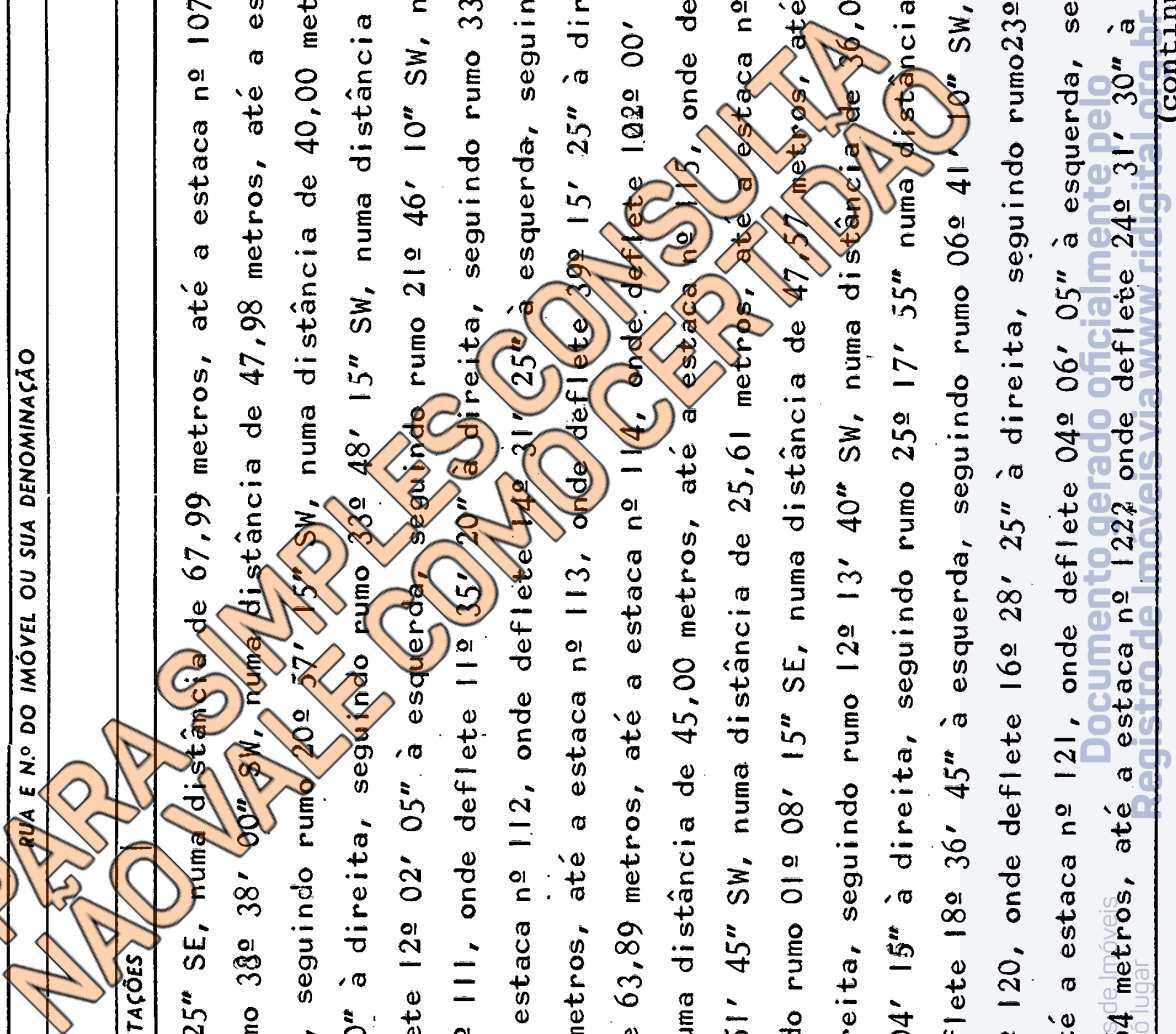 RUA E N.º DO IMÓVEL OU SUA DENOMINAÇÃO
TAÇÕES
25" SE, numa distância de 67,99 metros, até a estaca nº 107
mo 38º 38' 00" SW, numa distância de 47,98 metros, até a es
, seguindo rumo 20º 57' 15" SW, numa distância de 40,00 met
0" à direita, seguindo rumo 33º 48' 15" SW, numa distância
ete 12º 02' 05" à esquerda, seguindo rumo 21º 46' 10" SW, n
º 111, onde deflete 11º 35' 20" à direita, seguindo rumo 33
estaca nº 112, onde deflete 14º 31' 25" à esquerda, seguin
metros, até a estaca nº 113, onde deflete 39º 15' 25" à dir
e 63,89 metros, até a estaca nº 114, onde deflete 102º 00'
uma distância de 45,00 metros, até a estaca nº 115, onde de
51' 45" SW, numa distância de 25,61 metros, até a estaca nº
do rumo 01º 08' 15" SE, numa distância de 47,57 metros, até
reita, seguindo rumo 12º 13' 40" SW, numa distância de 36,0
04' 15" à direita, seguindo rumo 25º 17' 55" numa distância
flete 18º 36' 45" à esquerda, seguindo rumo 06º 41' 10" SW,
120, onde deflete 16º 28' 25" à direita, seguindo rumo23º
té a estaca nº 121, onde deflete 04º 06' 05" à esquerda, se
4 metros, até a estaca nº 1222 onde deflete 24º 31' 30" à
(continu
PARA SIMPLES CONSULTA
NÃO VALE COMO CERTIDÃO
Documento gerado oficialmente pelo
Registro de Imóveis via www.ridigital.org.br
s de Imóveis
o lugar